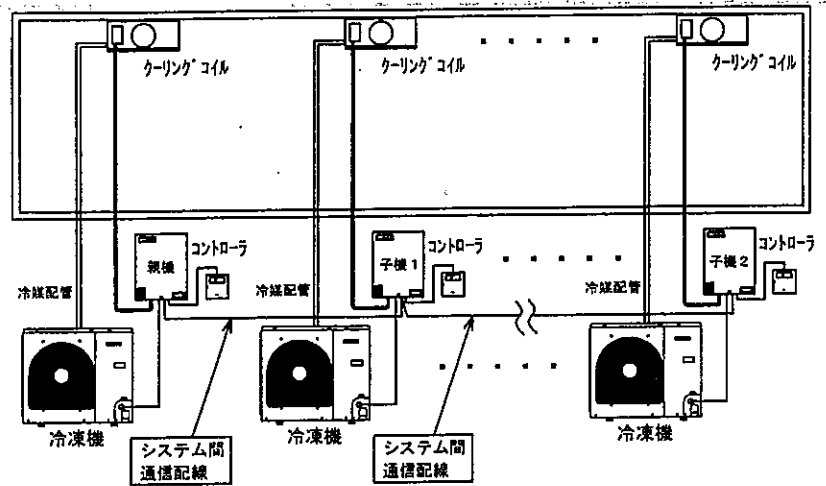 クーリングコイル
クーリングコイル
クーリングコイル
親機
コントローラ
子機1
コントローラ
子機2
コントローラ
冷媒配管
冷媒配管
冷媒配管
冷凍機
冷凍機
冷凍機
システム間
通信配線
システム間
通信配線